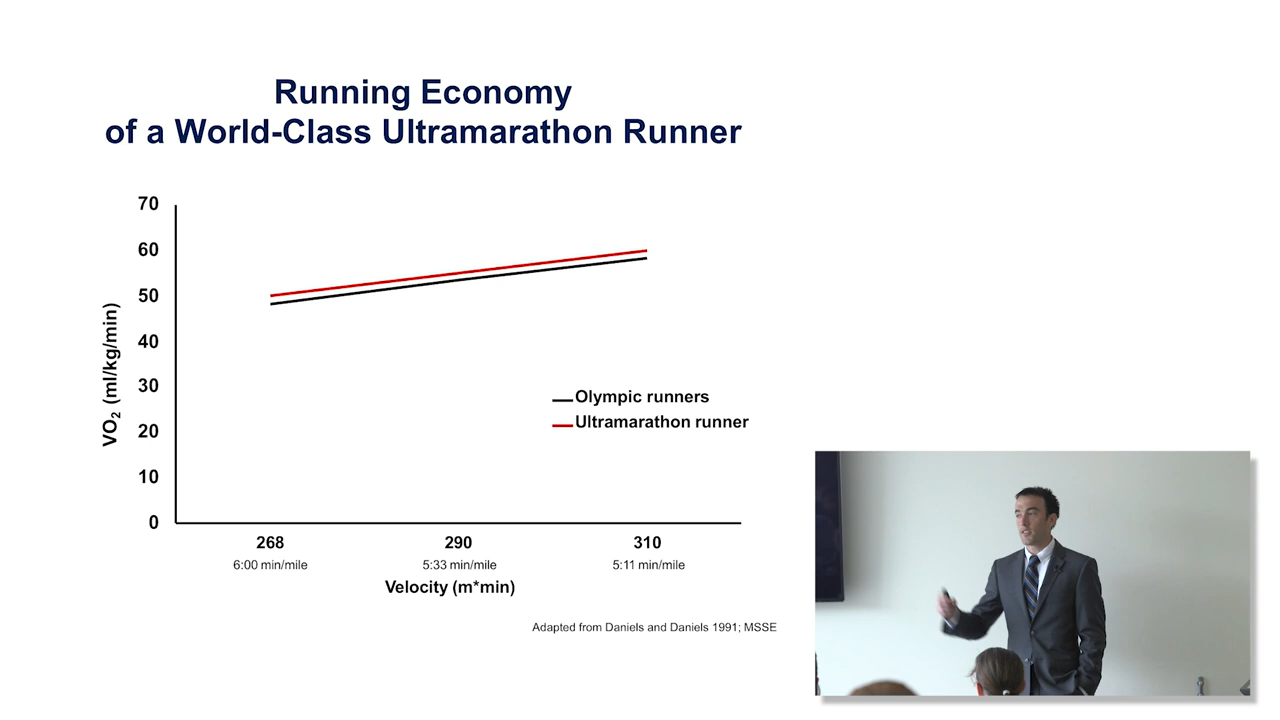 Running Economy
of a World-Class Ultramarathon Runner
70
60
50
40
30
20
10
0
VO2 (ml/kg/min)
Olympic runners
Ultramarathon runner
268 290 310
6:00 min/mile 5:33 min/mile 5:11 min/mile
Velocity (m*min)
Adapted from Daniels and Daniels 1991; MSSE